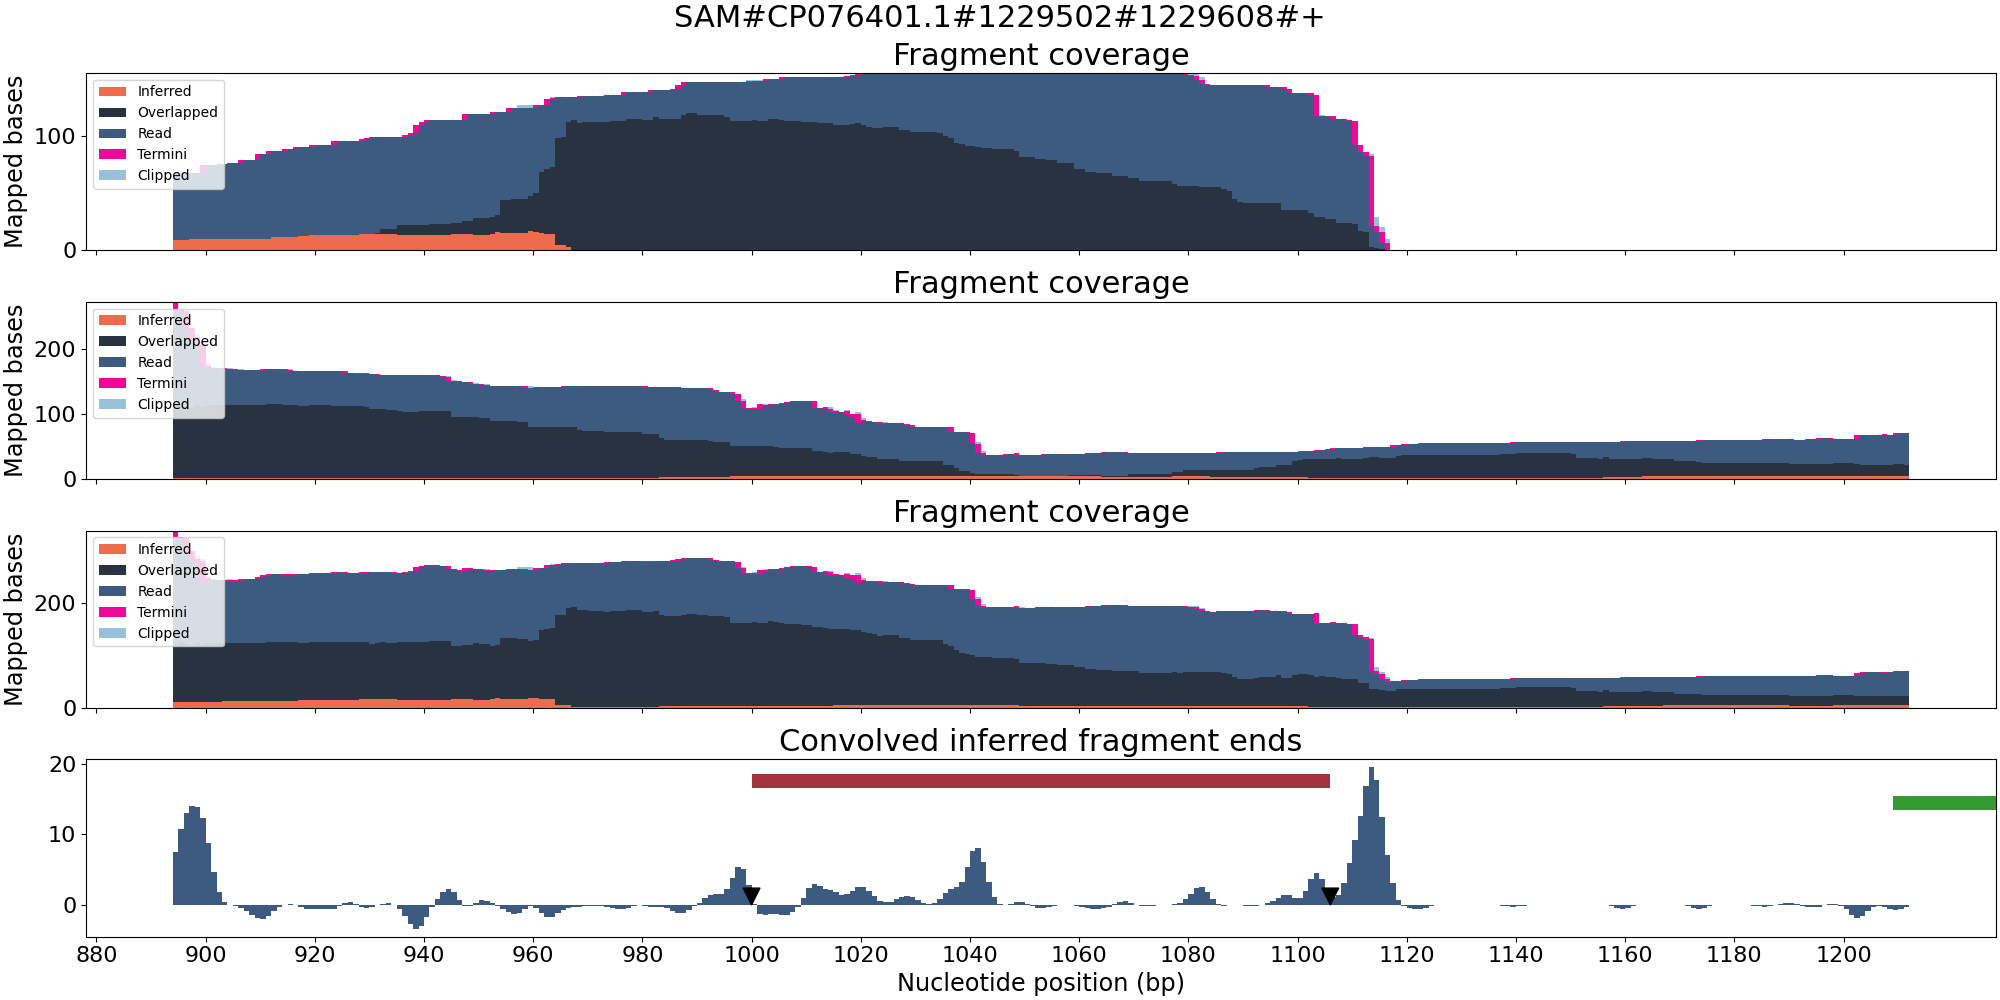 SAM#CP076401.1#1229502#1229608#+
Fragment coverage
Mapped bases
100
0
Inferred
Overlapped
Read
Termini
Clipped
Fragment coverage
Mapped bases
200
100
0
Inferred
Overlapped
Read
Termini
Clipped
Fragment coverage
Mapped bases
200
0
Inferred
Overlapped
Read
Termini
Clipped
Convolved inferred fragment ends
20
10
0
880 900 920 940 960 980 1000 1020 1040 1060 1080 1100 1120 1140 1160 1180 1200
Nucleotide position (bp)